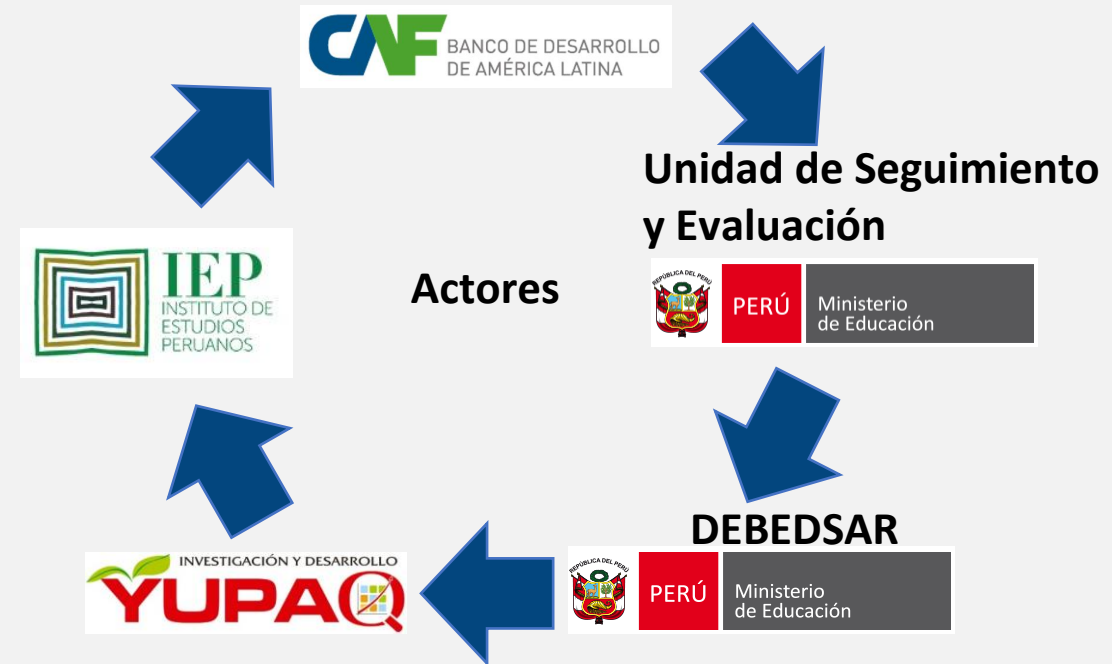 CAF BANCO DE DESARROLLO
DE AMÉRICA LATINA
Unidad de Seguimiento
y Evaluación
REPÚBLICA DEL PERÚ
PERÚ
Ministerio
de Educación
Actores
IEP
INSTITUTO DE
ESTUDIOS
PERUANOS
DEBEDSAR
REPÚBLICA DEL PERÚ
PERÚ
Ministerio
de Educación
INVESTIGACIÓN Y DESARROLLO
YUPAQ